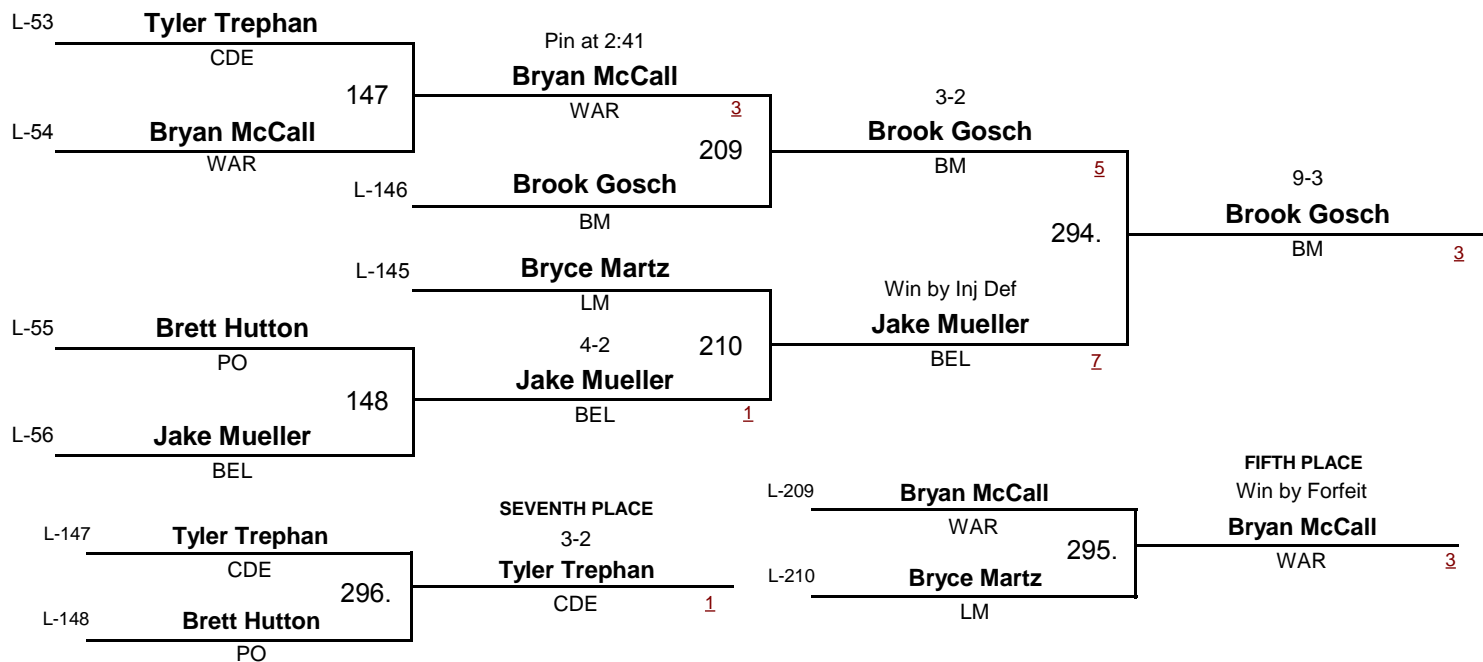 L-53
Tyler Trephan
CDE
147
L-54
Bryan McCall
WAR
Pin at 2:41
Bryan McCall
WAR
3
209
L-146
Brook Gosch
BM
3-2
Brook Gosch
BM
5
294.
9-3
Brook Gosch
BM
3
L-145
Bryce Martz
LM
210
Win by Inj Def
Jake Mueller
BEL
7
L-55
Brett Hutton
PO
148
4-2
Jake Mueller
BEL
1
L-56
Jake Mueller
BEL
L-147
Tyler Trephan
CDE
296.
L-148
Brett Hutton
PO
SEVENTH PLACE
3-2
Tyler Trephan
CDE
1
L-209
Bryan McCall
WAR
295.
L-210
Bryce Martz
LM
FIFTH PLACE
Win by Forfeit
Bryan McCall
WAR
3